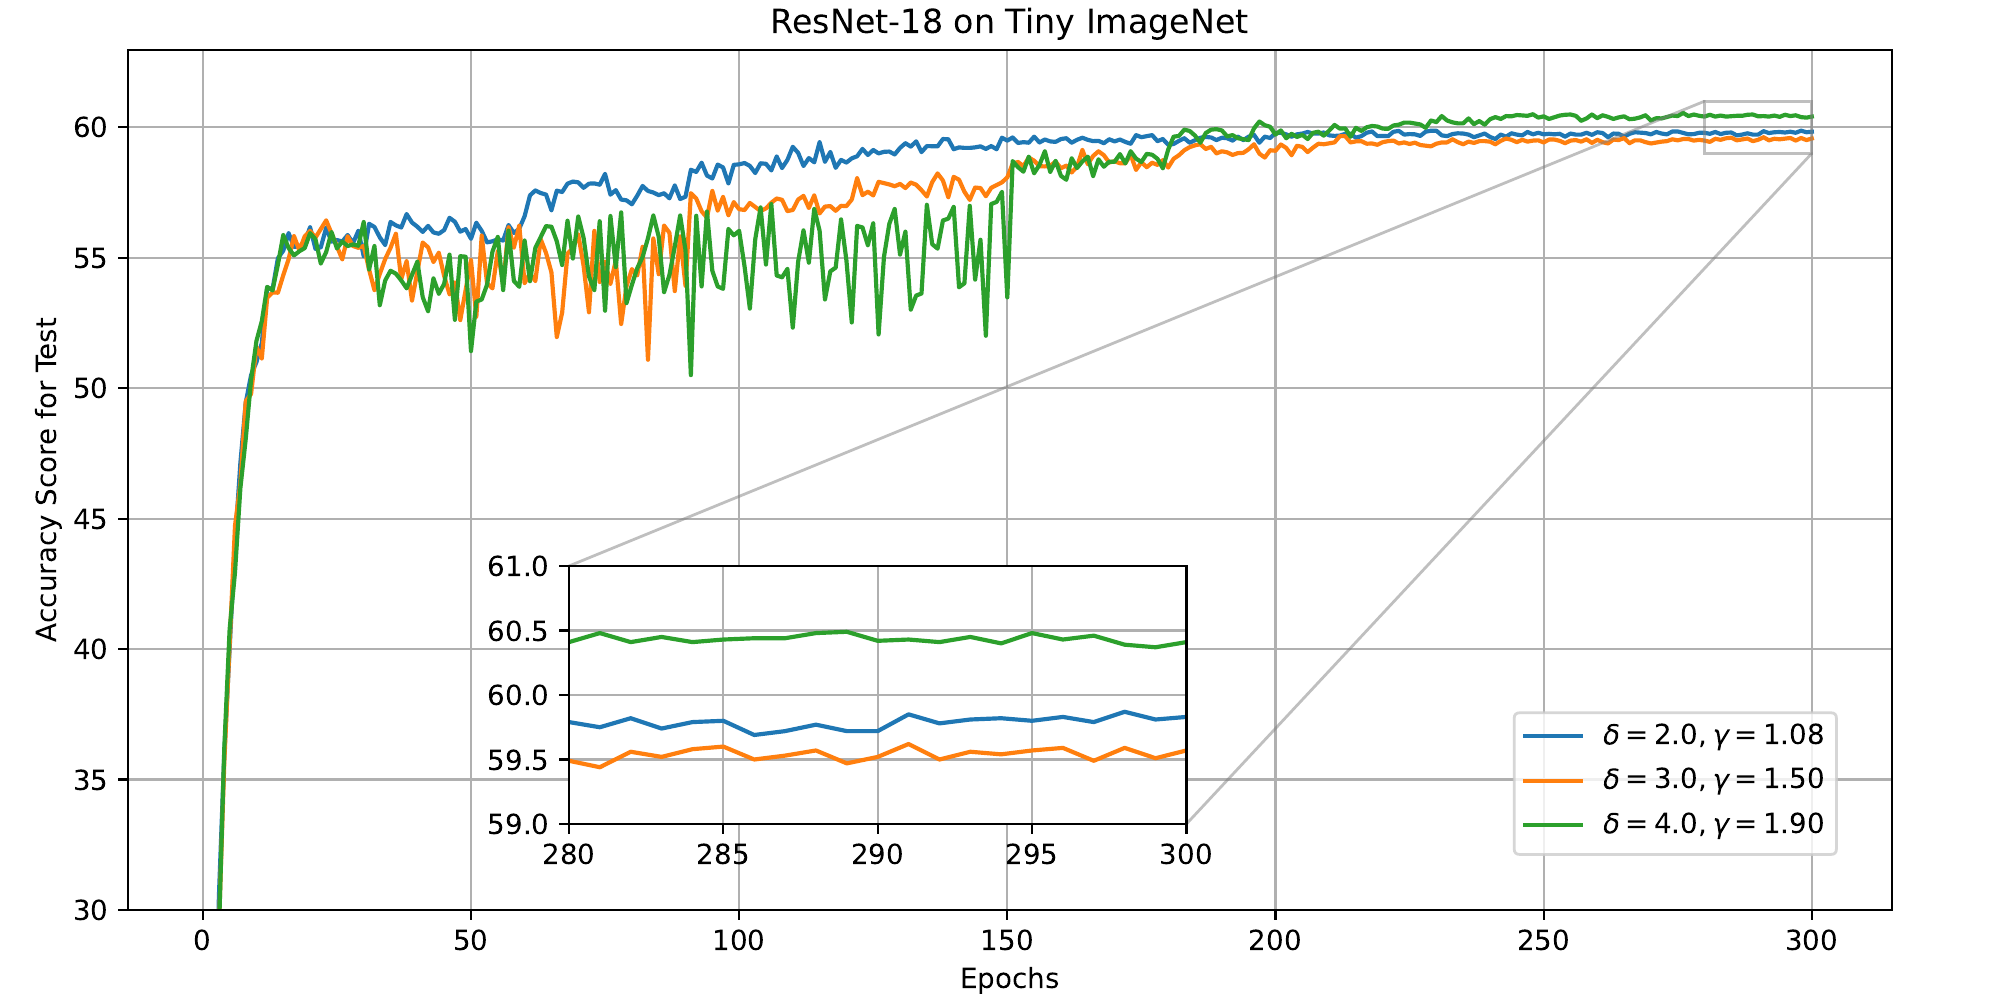 ResNet-18 on Tiny ImageNet
Accuracy Score for Test
60
55
50
45
40
35
30
61.0
60.5
60.0
59.5
59.0
280 285 290 295 300
δ = 2.0, γ = 1.08
δ = 3.0, γ = 1.50
δ = 4.0, γ = 1.90
0 50 100 150 200 250 300
Epochs